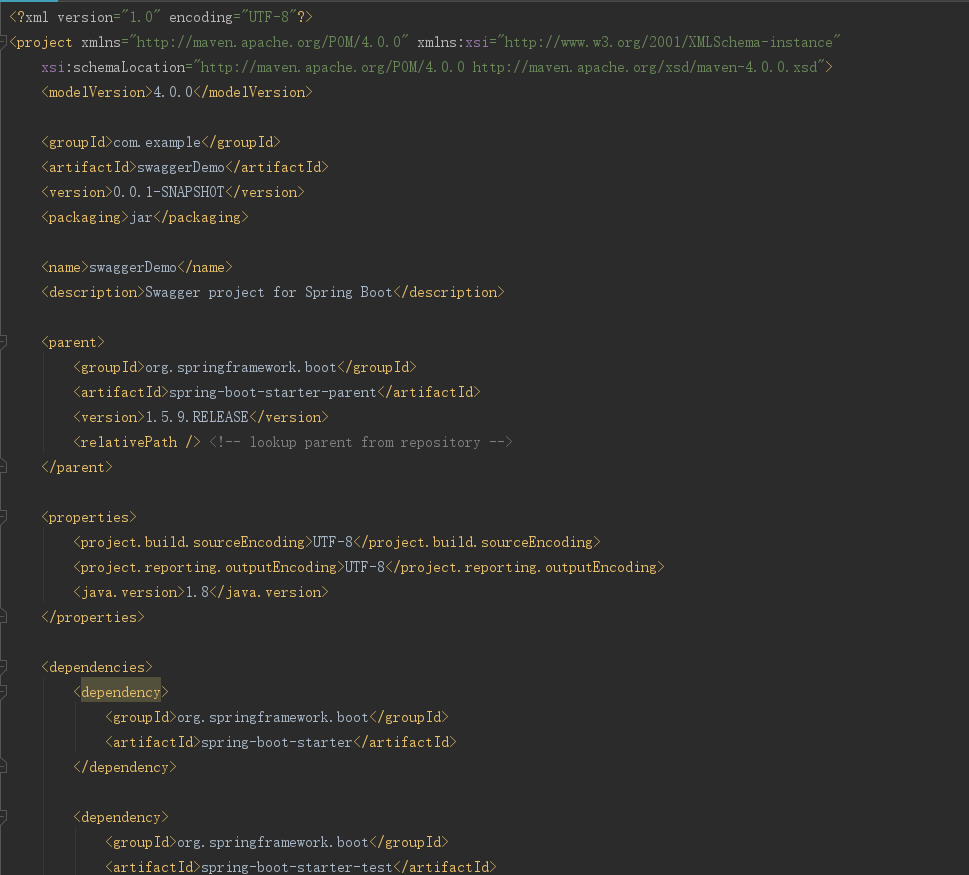 <?xml version="1.0" encoding="UTF-8"?>
<project xmlns="http://maven.apache.org/POM/4.0.0" xmlns:xsi="http://www.w3.org/2001/XMLSchema-instance"
xsi:schemaLocation="http://maven.apache.org/POM/4.0.0 http://maven.apache.org/xsd/maven-4.0.0.xsd">
<modelVersion>4.0.0</modelVersion>
<groupId>com.example</groupId>
<artifactId>swaggerDemo</artifactId>
<version>0.0.1-SNAPSHOT</version>
<packaging>jar</packaging>
<name>swaggerDemo</name>
<description>Swagger project for Spring Boot</description>
<parent>
<groupId>org.springframework.boot</groupId>
<artifactId>spring-boot-starter-parent</artifactId>
<version>1.5.9.RELEASE</version>
<relativePath /> <!-- lookup parent from repository -->
</parent>
<properties>
<project.build.sourceEncoding>UTF-8</project.build.sourceEncoding>
<project.reporting.outputEncoding>UTF-8</project.reporting.outputEncoding>
<java.version>1.8</java.version>
</properties>
<dependencies>
<dependency>
<groupId>org.springframework.boot</groupId>
<artifactId>spring-boot-starter</artifactId>
</dependency>
<dependency>
<groupId>org.springframework.boot</groupId>
<artifactId>spring-boot-starter-test</artifactId>